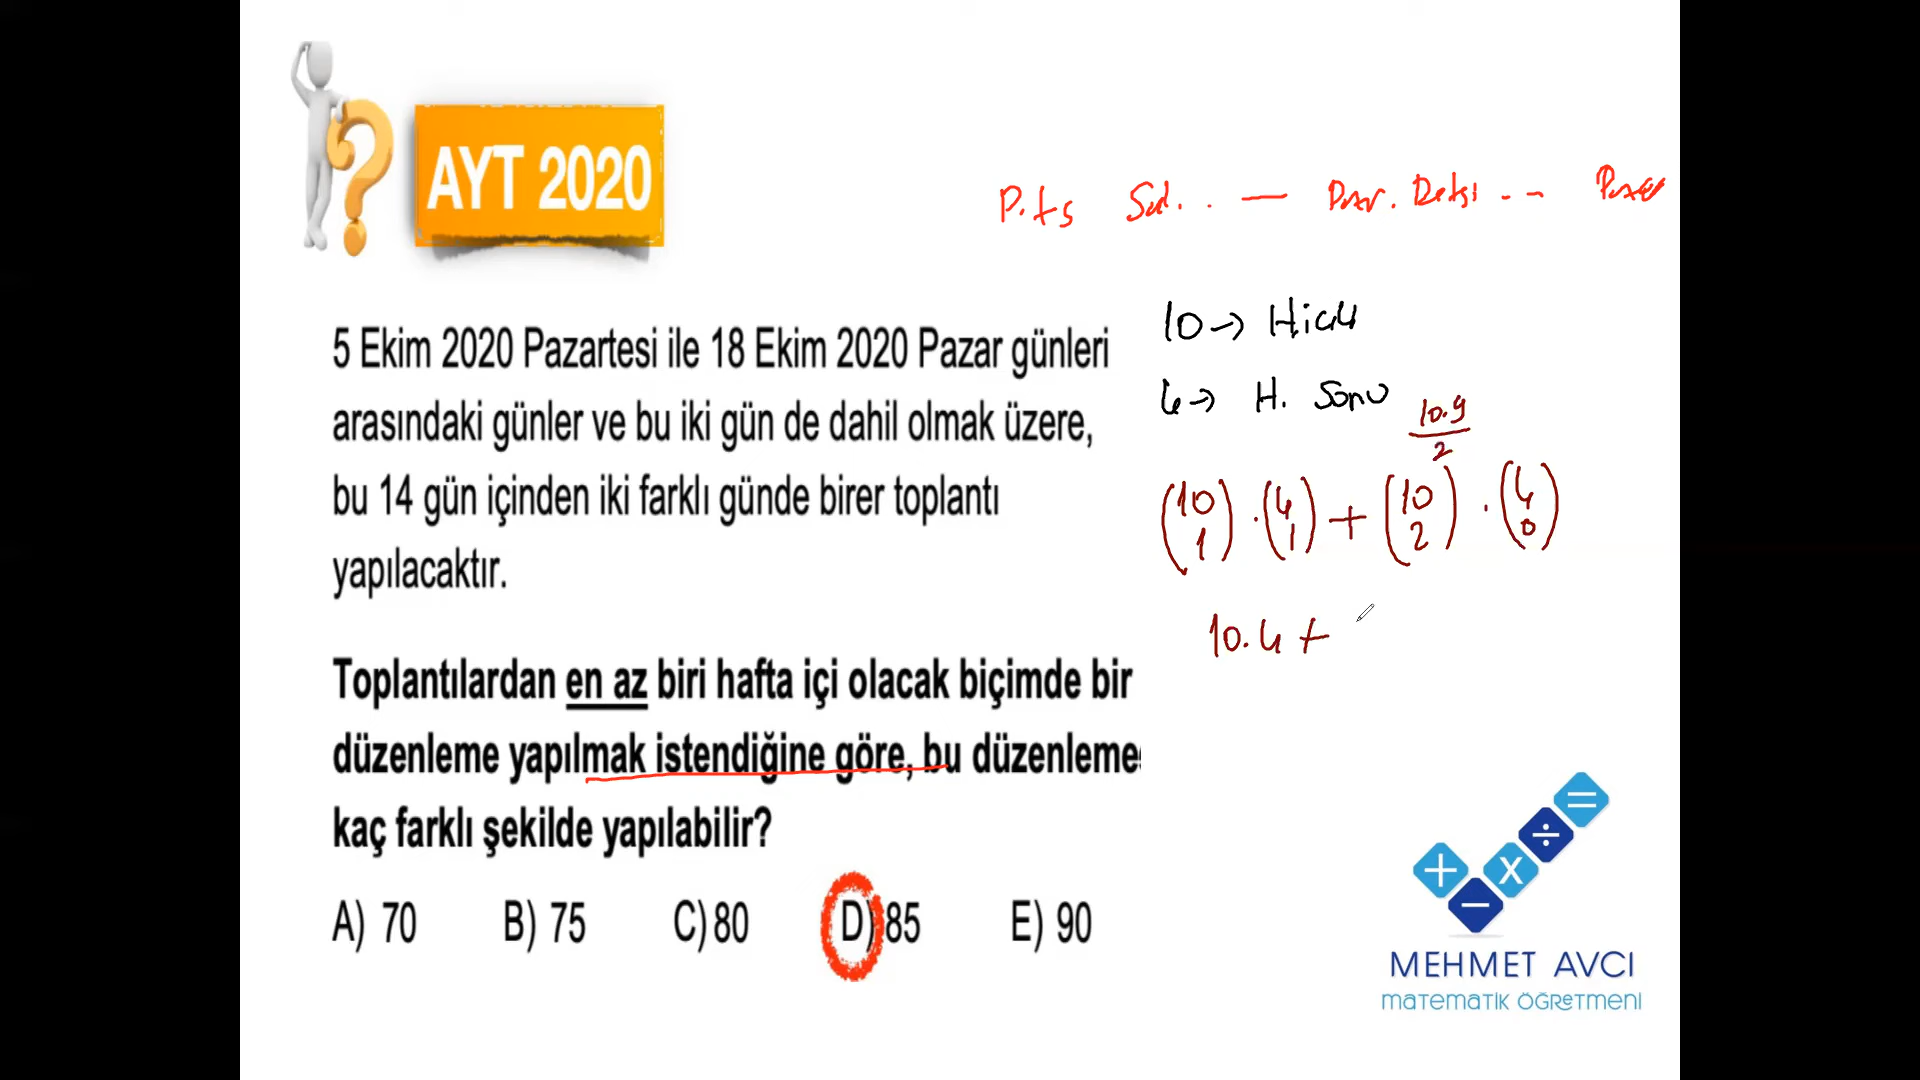 AYT 2020
P.ts Sal. . — Paz. Ertesi . - - Pazar
5 Ekim 2020 Pazartesi ile 18 Ekim 2020 Pazar günleri
arasındaki günler ve bu iki gün de dahil olmak üzere,
bu 14 gün içinden iki farklı günde birer toplantı
yapılacaktır.
10 → H içi
4 → H. Sonu
10.9
2
(10 1) . (4 1) + (10 2) . (4 0)
10.4 +
Toplantılardan en az biri hafta içi olacak biçimde bir
düzenleme yapılmak istendiğine göre, bu düzenleme
kaç farklı şekilde yapılabilir?
A) 70 B) 75 C) 80 D) 85 E) 90
+ − x ÷ =
MEHMET AVCI
matematik öğretmeni